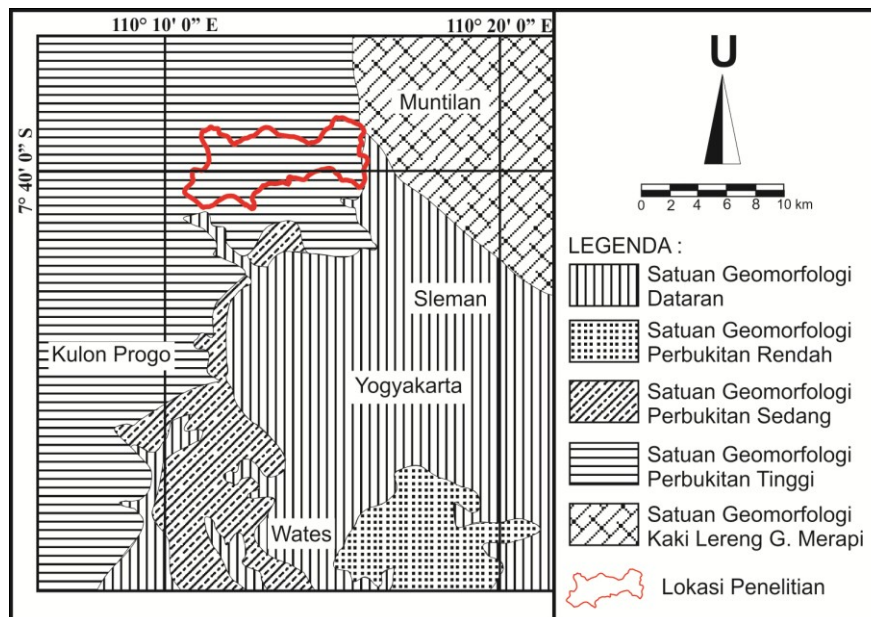 110° 10' 0” E
110° 20' 0” E
7° 40' 0” S
Muntilan
Sleman
Kulon Progo
Yogyakarta
Wates
U
0 2 4 6 8 10 km
LEGENDA :
Satuan Geomorfologi
Dataran
Satuan Geomorfologi
Perbukitan Rendah
Satuan Geomorfologi
Perbukitan Sedang
Satuan Geomorfologi
Perbukitan Tinggi
Satuan Geomorfologi
Kaki Lereng G. Merapi
Lokasi Penelitian